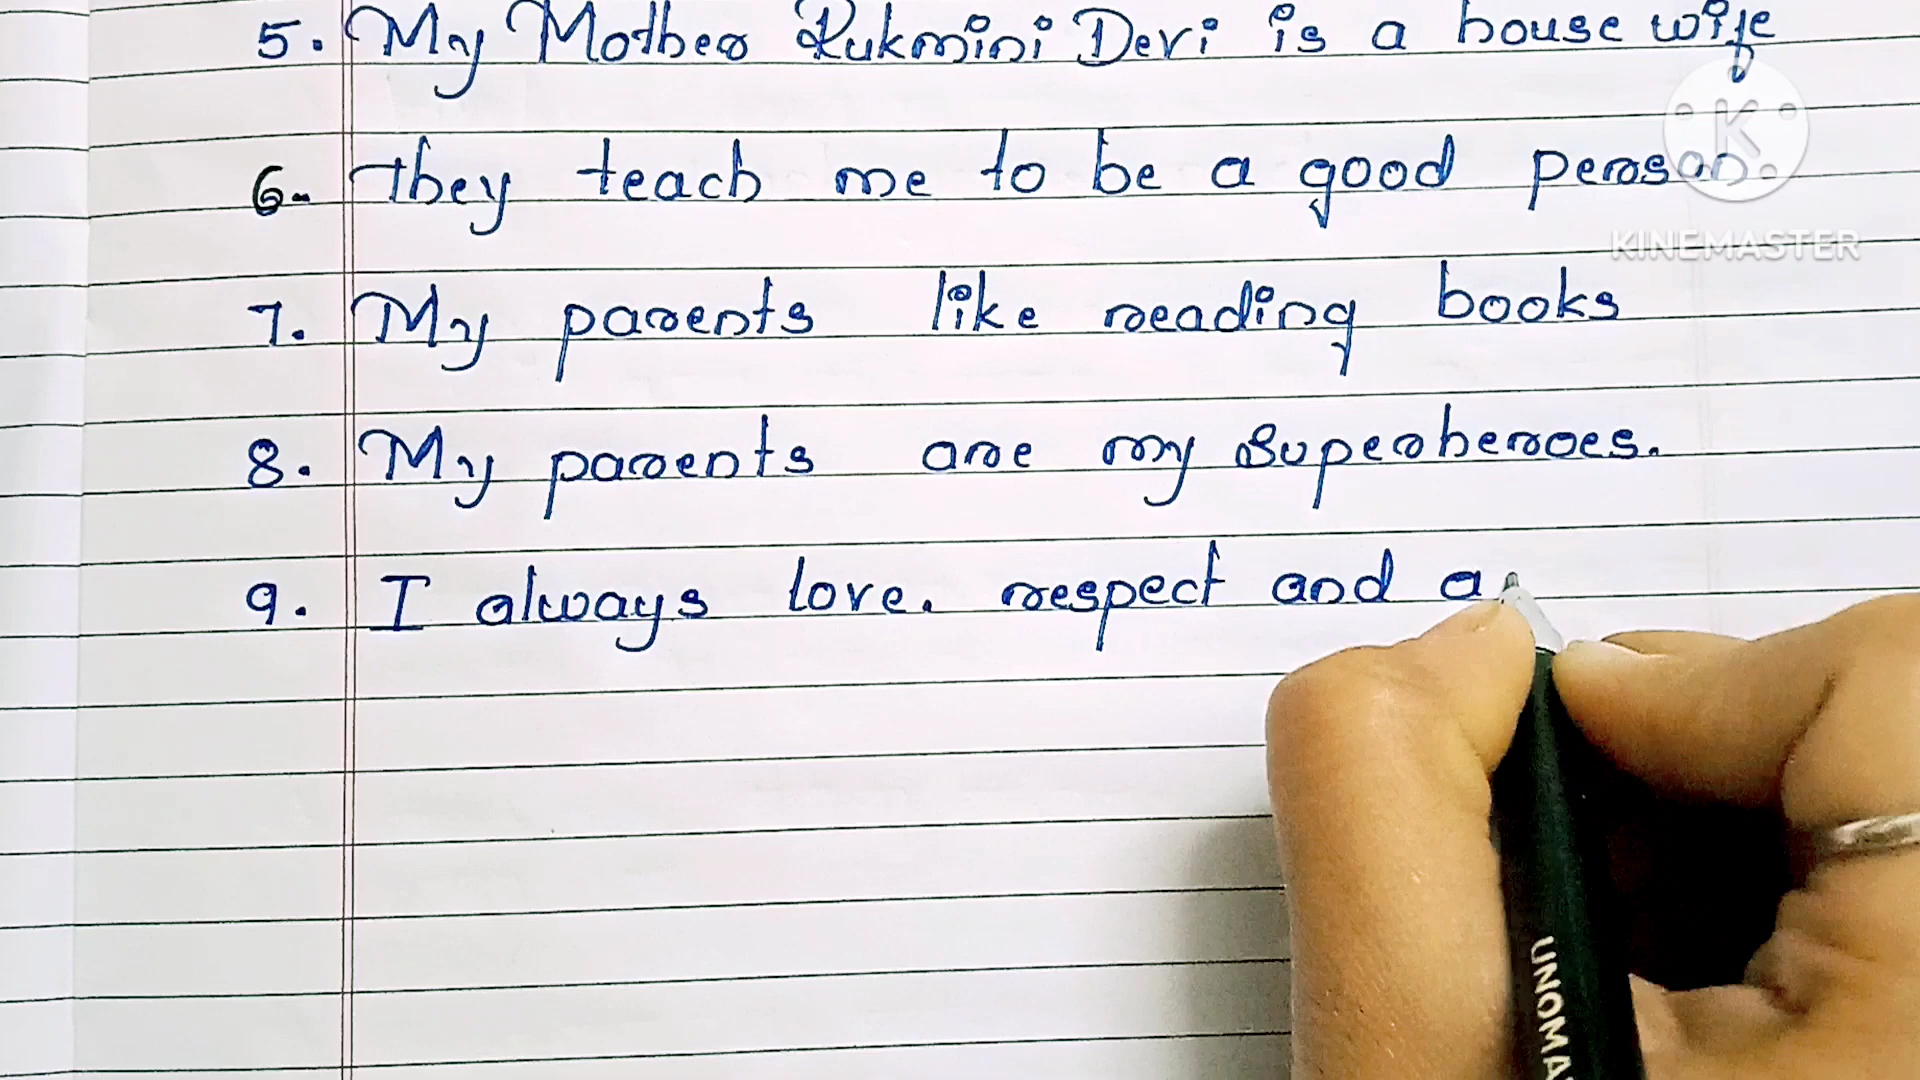 5. My Mother Rukmini Devi is a house wife
K
6. They teach me to be a good person.
KINEMASTER
7. My parents like reading books
8. My parents are my Superheroes.
9. I always love. respect and a
UNOMA